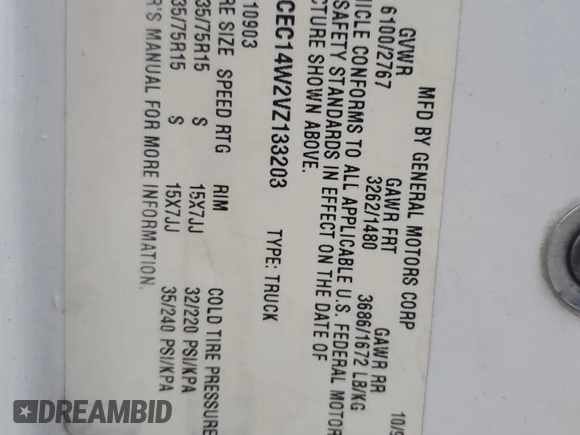 MFD BY GENERAL MOTORS CORP 10/9
GVWR GAWR FRT GAWR RR
6100/2767 3262/1480 3686/1672 LB/KG
ICLE CONFORMS TO ALL APPLICABLE U.S. FEDERAL MOTOR
SAFETY STANDARDS IN EFFECT ON THE DATE OF
CTURE SHOWN ABOVE.
CEC14W2VZ133203 TYPE: TRUCK
10903
RE SIZE SPEED RTG RIM COLD TIRE PRESSURE
35/75R15 S 15X7JJ 32/220 PSI/KPA
35/75R15 S 15X7JJ 35/240 PSI/KPA
R'S MANUAL FOR MORE INFORMATION.
DREAMBID